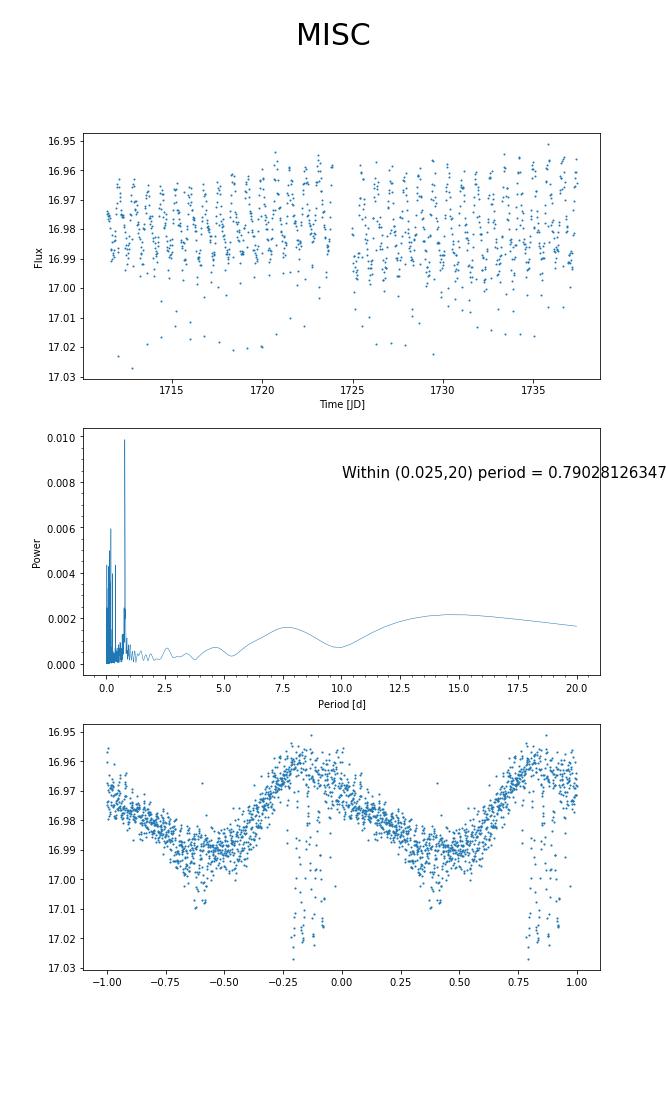 MISC
16.95
16.96
16.97
16.98
16.99
17.00
17.01
17.02
17.03
Flux
1715 1720 1725 1730 1735
Time [JD]
0.010
0.008
0.006
0.004
0.002
0.000
Power
Within (0.025,20) period = 0.79028126347
0.0 2.5 5.0 7.5 10.0 12.5 15.0 17.5 20.0
Period [d]
16.95
16.96
16.97
16.98
16.99
17.00
17.01
17.02
17.03
−1.00 −0.75 −0.50 −0.25 0.00 0.25 0.50 0.75 1.00